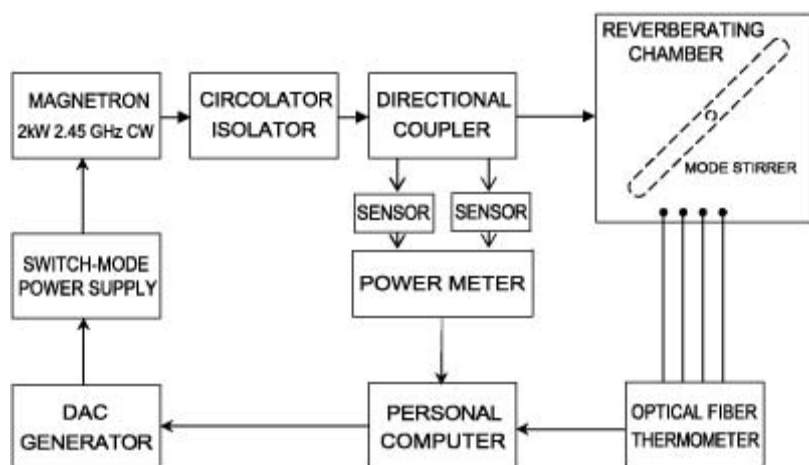 REVERBERATING
CHAMBER
MODE STIRRER
MAGNETRON
2kW 2.45 GHz CW
CIRCOLATOR
ISOLATOR
DIRECTIONAL
COUPLER
SENSOR
SENSOR
SWITCH-MODE
POWER SUPPLY
POWER METER
DAC
GENERATOR
PERSONAL
COMPUTER
OPTICAL FIBER
THERMOMETER